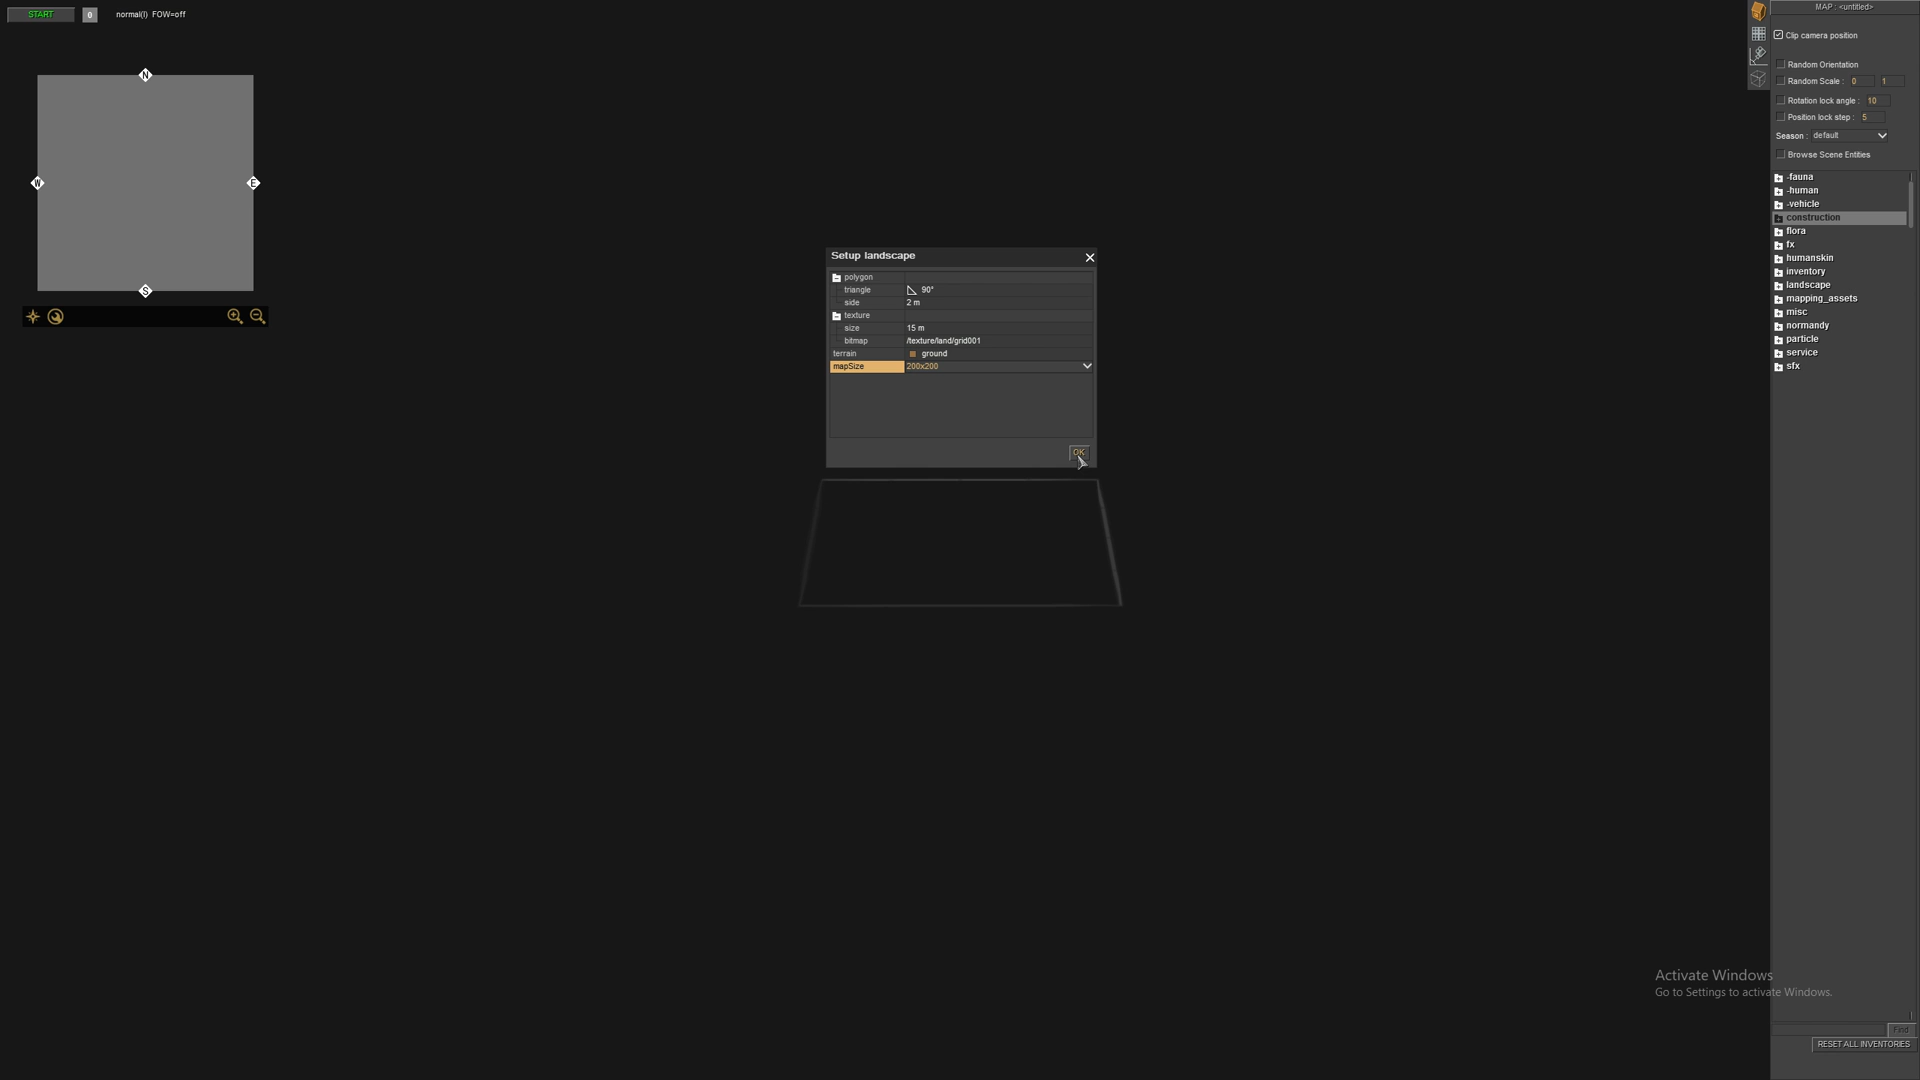 START
0
normal(I) FOW=off
N
W
E
S
Setup landscape
polygon
triangle 90°
side 2 m
texture
size 15 m
bitmap /texture/land/grid001
terrain ground
mapSize 200x200
OK
MAP : <untitled>
Clip camera position
Random Orientation
Random Scale : 0 1
Rotation lock angle : 10
Position lock step : 5
Season : default
Browse Scene Entities
-fauna
-human
-vehicle
construction
flora
fx
humanskin
inventory
landscape
mapping_assets
misc
normandy
particle
service
sfx
Activate Windows
Go to Settings to activate Windows.
Find
RESET ALL INVENTORIES